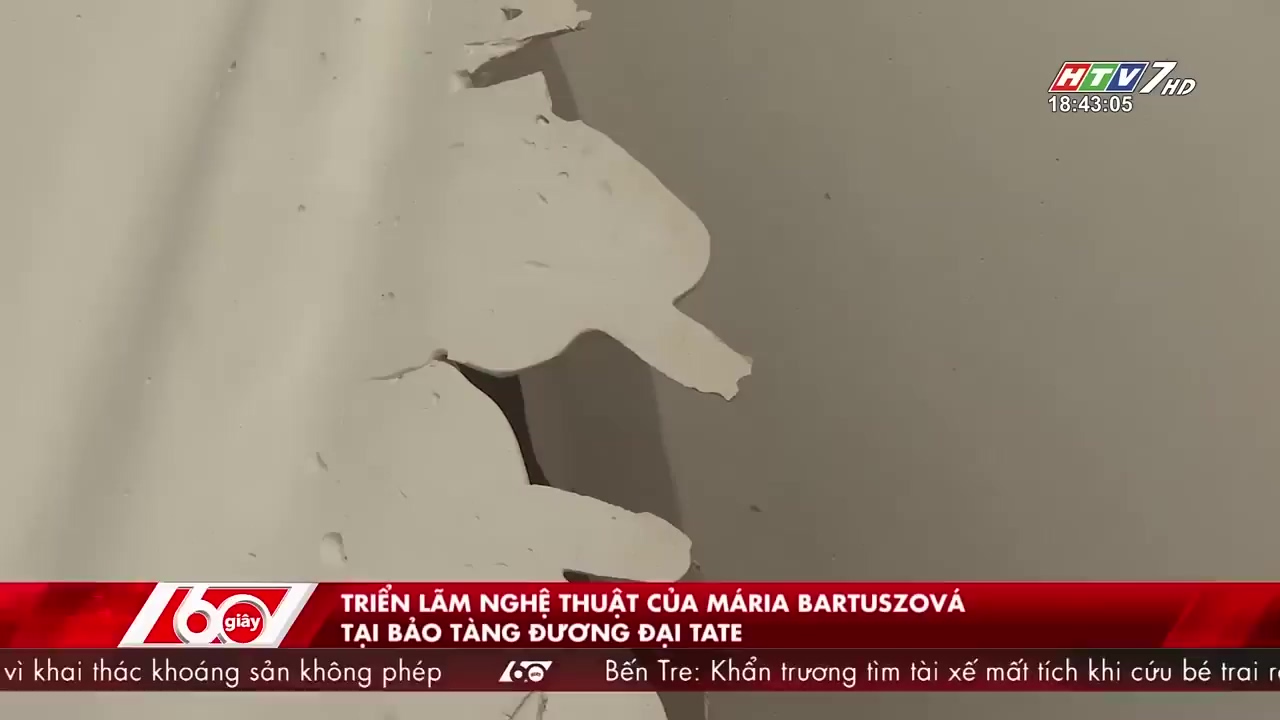 HTV7 HD
18:43:05
60 giây
TRIỂN LÃM NGHỆ THUẬT CỦA MÁRIA BARTUSZOVÁ
TẠI BẢO TÀNG ĐƯƠNG ĐẠI TATE
vì khai thác khoáng sản không phép 60 giây Bến Tre: Khẩn trương tìm tài xế mất tích khi cứu bé trai